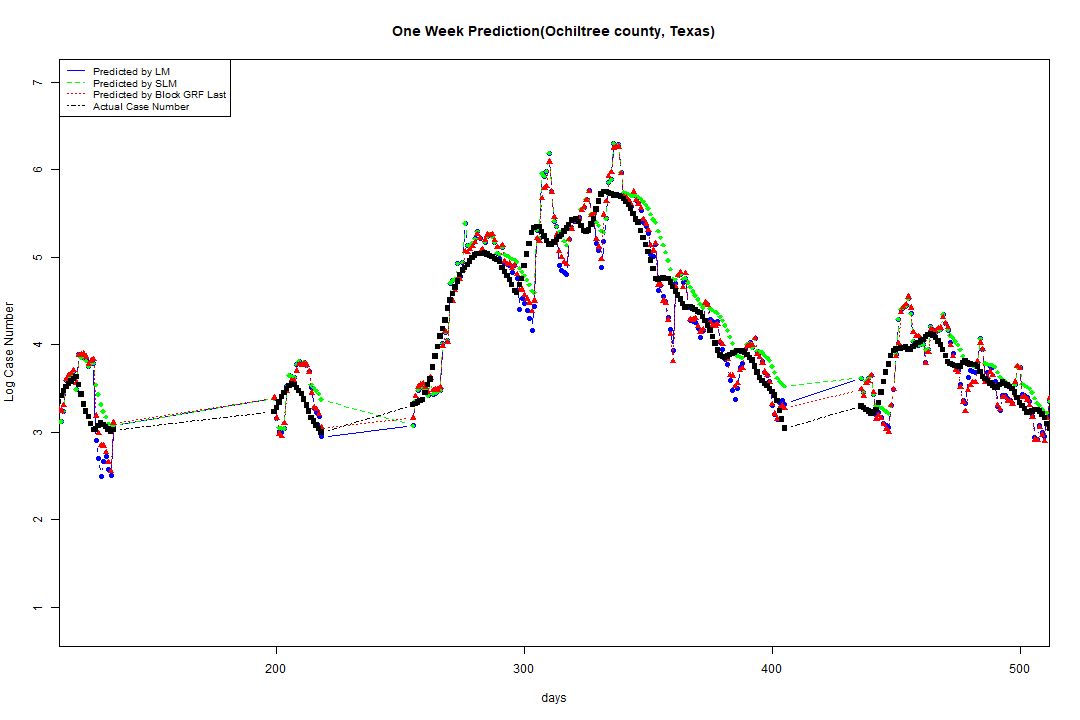 One Week Prediction(Ochiltree county, Texas)
Predicted by LM
Predicted by SLM
Predicted by Block GRF Last
Actual Case Number
7
6
5
4
3
2
1
Log Case Number
200
300
400
500
days